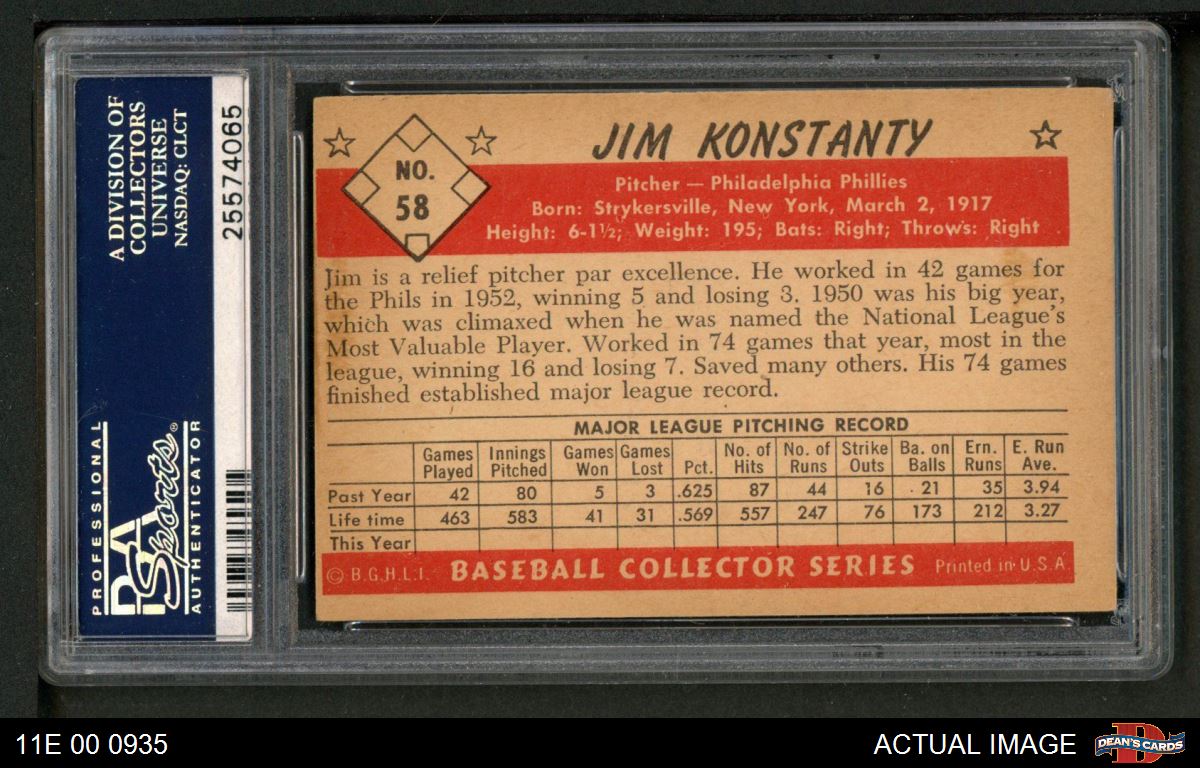 A DIVISION OF
COLLECTORS
UNIVERSE
NASDAQ: CLCT
25574065
PROFESSIONAL
PSA
Sports®
AUTHENTICATOR
NO.
58
JIM KONSTANTY
Pitcher — Philadelphia Phillies
Born: Strykersville, New York, March 2, 1917
Height: 6-1½; Weight: 195; Bats: Right; Throws: Right
Jim is a relief pitcher par excellence. He worked in 42 games for
the Phils in 1952, winning 5 and losing 3. 1950 was his big year,
which was climaxed when he was named the National League's
Most Valuable Player. Worked in 74 games that year, most in the
league, winning 16 and losing 7. Saved many others. His 74 games
finished established major league record.
MAJOR LEAGUE PITCHING RECORD
Games Played Innings Pitched Games Won Games Lost Pct. No. of Hits No. of Runs Strike Outs Ba. on Balls Ern. Runs E. Run Ave.
Past Year 42 80 5 3 .625 87 44 16 21 35 3.94
Life time 463 583 41 31 .569 557 247 76 173 212 3.27
This Year
© B.G.H.L.I. BASEBALL COLLECTOR SERIES Printed in U.S.A.
11E 00 0935
ACTUAL IMAGE
D
DEAN'S CARDS